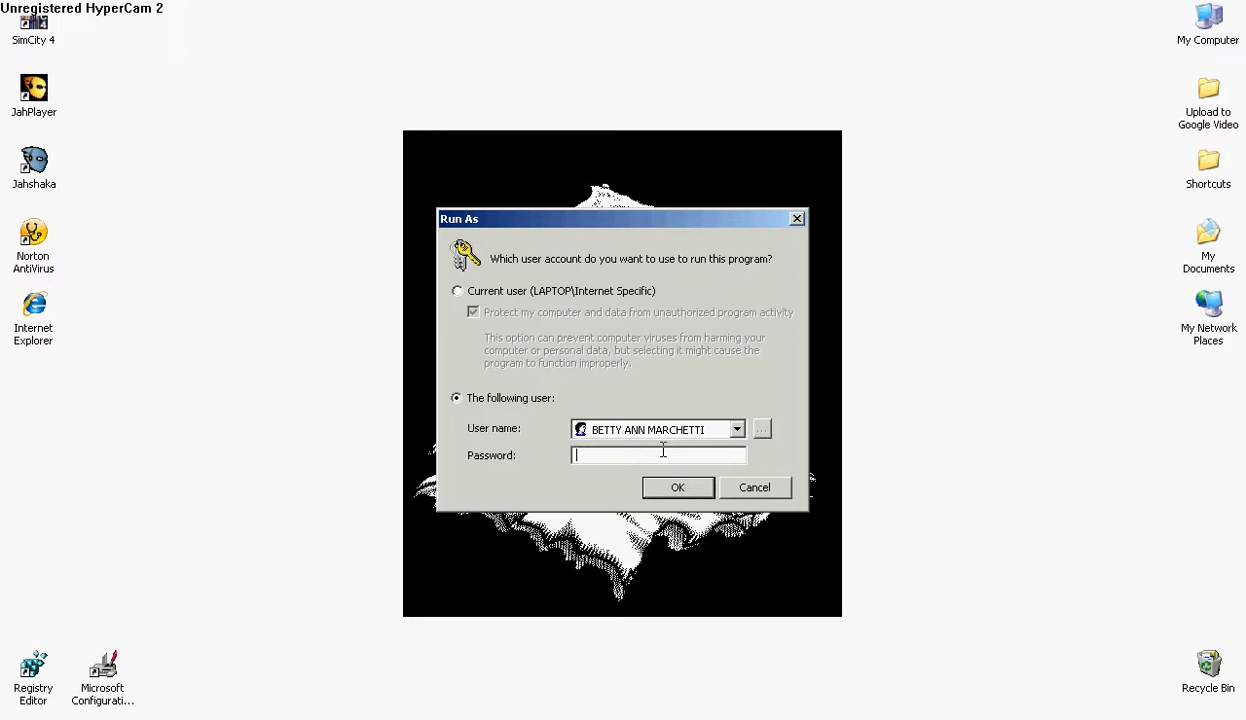 Unregistered HyperCam 2
SimCity 4
JahPlayer
Jahshaka
Norton
AntiVirus
Internet
Explorer
Registry
Editor
Microsoft
Configurati...
Run As
Which user account do you want to use to run this program?
Current user (LAPTOP\Internet Specific)
Protect my computer and data from unauthorized program activity
This option can prevent computer viruses from harming your
computer or personal data, but selecting it might cause the
program to function improperly.
The following user:
User name:
BETTY ANN MARCHETTI
...
Password:
OK
Cancel
My Computer
Upload to
Google Video
Shortcuts
My
Documents
My Network
Places
Recycle Bin